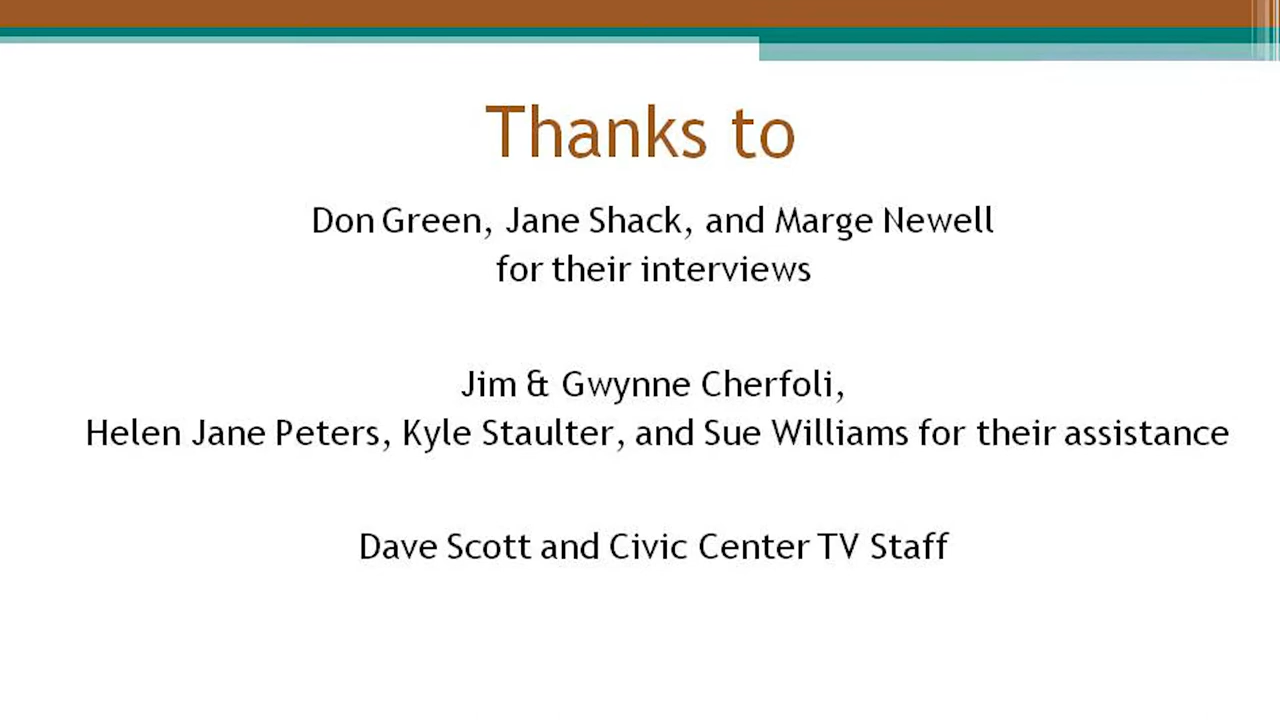 Thanks to
Don Green, Jane Shack, and Marge Newell
for their interviews
Jim & Gwynne Cherfoli,
Helen Jane Peters, Kyle Staulter, and Sue Williams for their assistance
Dave Scott and Civic Center TV Staff